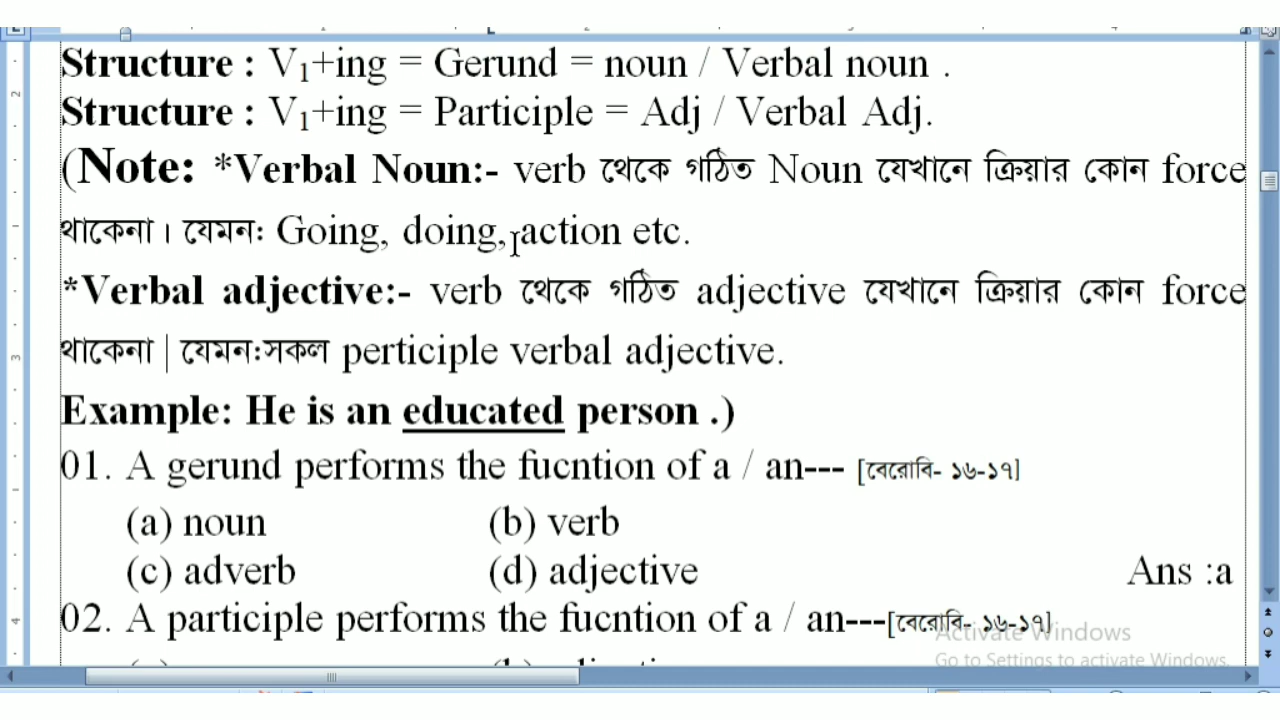 Structure : V₁+ing = Gerund = noun / Verbal noun .
Structure : V₁+ing = Participle = Adj / Verbal Adj.
(Note: *Verbal Noun:- verb থেকে গঠিত Noun যেখানে ক্রিয়ার কোন force
থাকেনা। যেমনঃ Going, doing, action etc.
*Verbal adjective:- verb থেকে গঠিত adjective যেখানে ক্রিয়ার কোন force
থাকেনা | যেমনঃসকল perticiple verbal adjective.
Example: He is an educated person .)
01. A gerund performs the fucntion of a / an--- [বেরোবি- ১৬-১৭]
(a) noun (b) verb
(c) adverb (d) adjective Ans :a
02. A participle performs the fucntion of a / an---[বেরোবি- ১৬-১৭]
Activate Windows
Go to Settings to activate Windows.